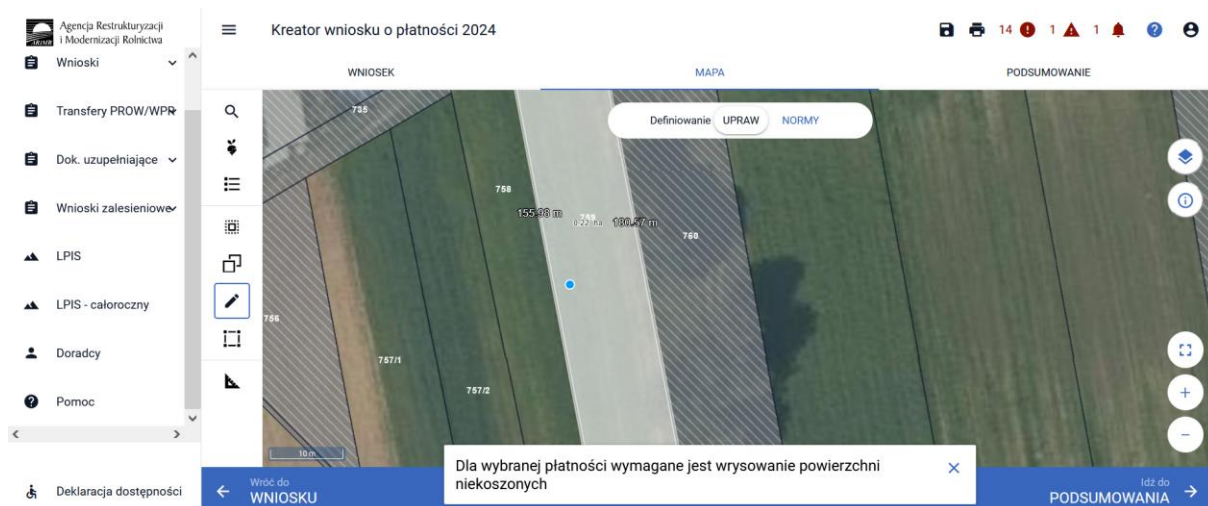 Agencja Restrukturyzacji
i Modernizacji Rolnictwa
ARiMR
Kreator wniosku o płatności 2024
14
1
1
Wnioski
Transfery PROW/WPR
Dok. uzupełniające
Wnioski zalesieniowe
LPIS
LPIS - całoroczny
Doradcy
Pomoc
Deklaracja dostępności
WNIOSEK
MAPA
PODSUMOWANIE
Definiowanie UPRAW NORMY
735
758
155.98 m
0.22 ha
180.57 m
760
756
757/1
757/2
10 m
Dla wybranej płatności wymagane jest wrysowanie powierzchni
niekoszonych
Wróć do
WNIOSKU
Idź do
PODSUMOWANIA